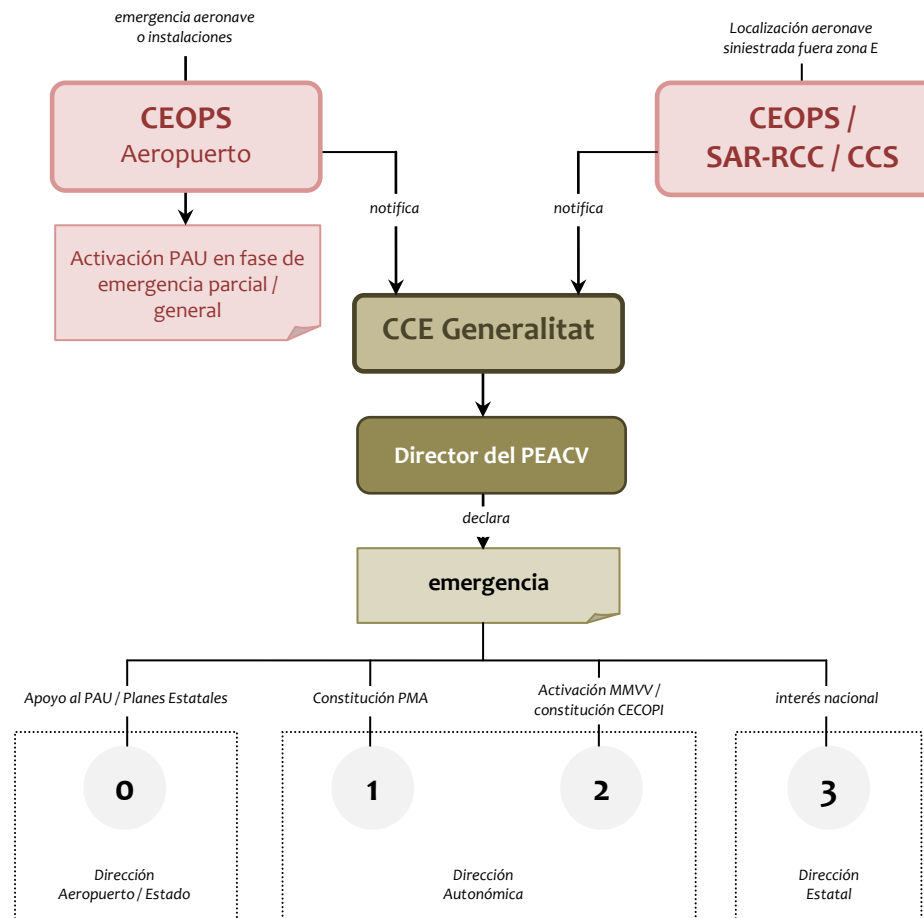 emergencia aeronave
o instalaciones
Localización aeronave
siniestrada fuera zona E
CEOPS
Aeropuerto
CEOPS /
SAR-RCC / CCS
notifica
notifica
Activación PAU en fase de
emergencia parcial /
general
CCE Generalitat
Director del PEACV
declara
emergencia
Apoyo al PAU / Planes Estatales
Constitución PMA
Activación MMVV /
constitución CECOPI
interés nacional
0
1
2
3
Dirección
Aeropuerto / Estado
Dirección
Autonómica
Dirección
Estatal